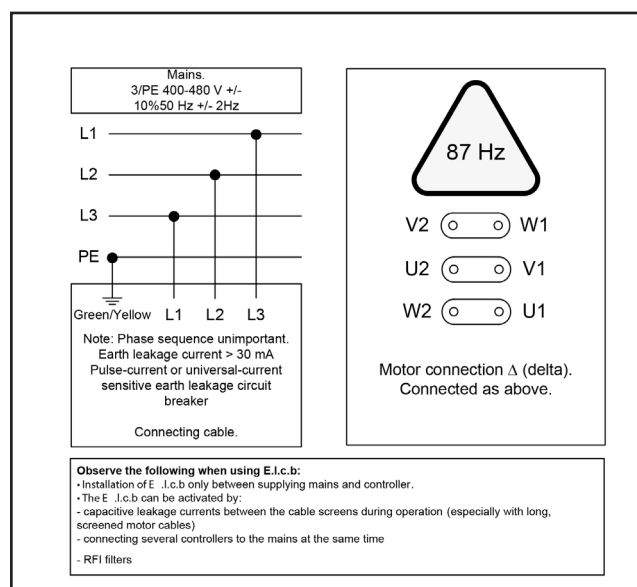 Mains.
3/PE 400-480 V +/-
10%50 Hz +/- 2Hz
L1
L2
L3
PE
Green/Yellow L1 L2 L3
Note: Phase sequence unimportant.
Earth leakage current > 30 mA
Pulse-current or universal-current
sensitive earth leakage circuit
breaker
Connecting cable.
87 Hz
V2 W1
U2 V1
W2 U1
Motor connection Δ (delta).
Connected as above.
Observe the following when using E.l.c.b:
• Installation of E .l.c.b only between supplying mains and controller.
• The E .l.c.b can be activated by:
- capacitive leakage currents between the cable screens during operation (especially with long,
screened motor cables)
- connecting several controllers to the mains at the same time
- RFI filters